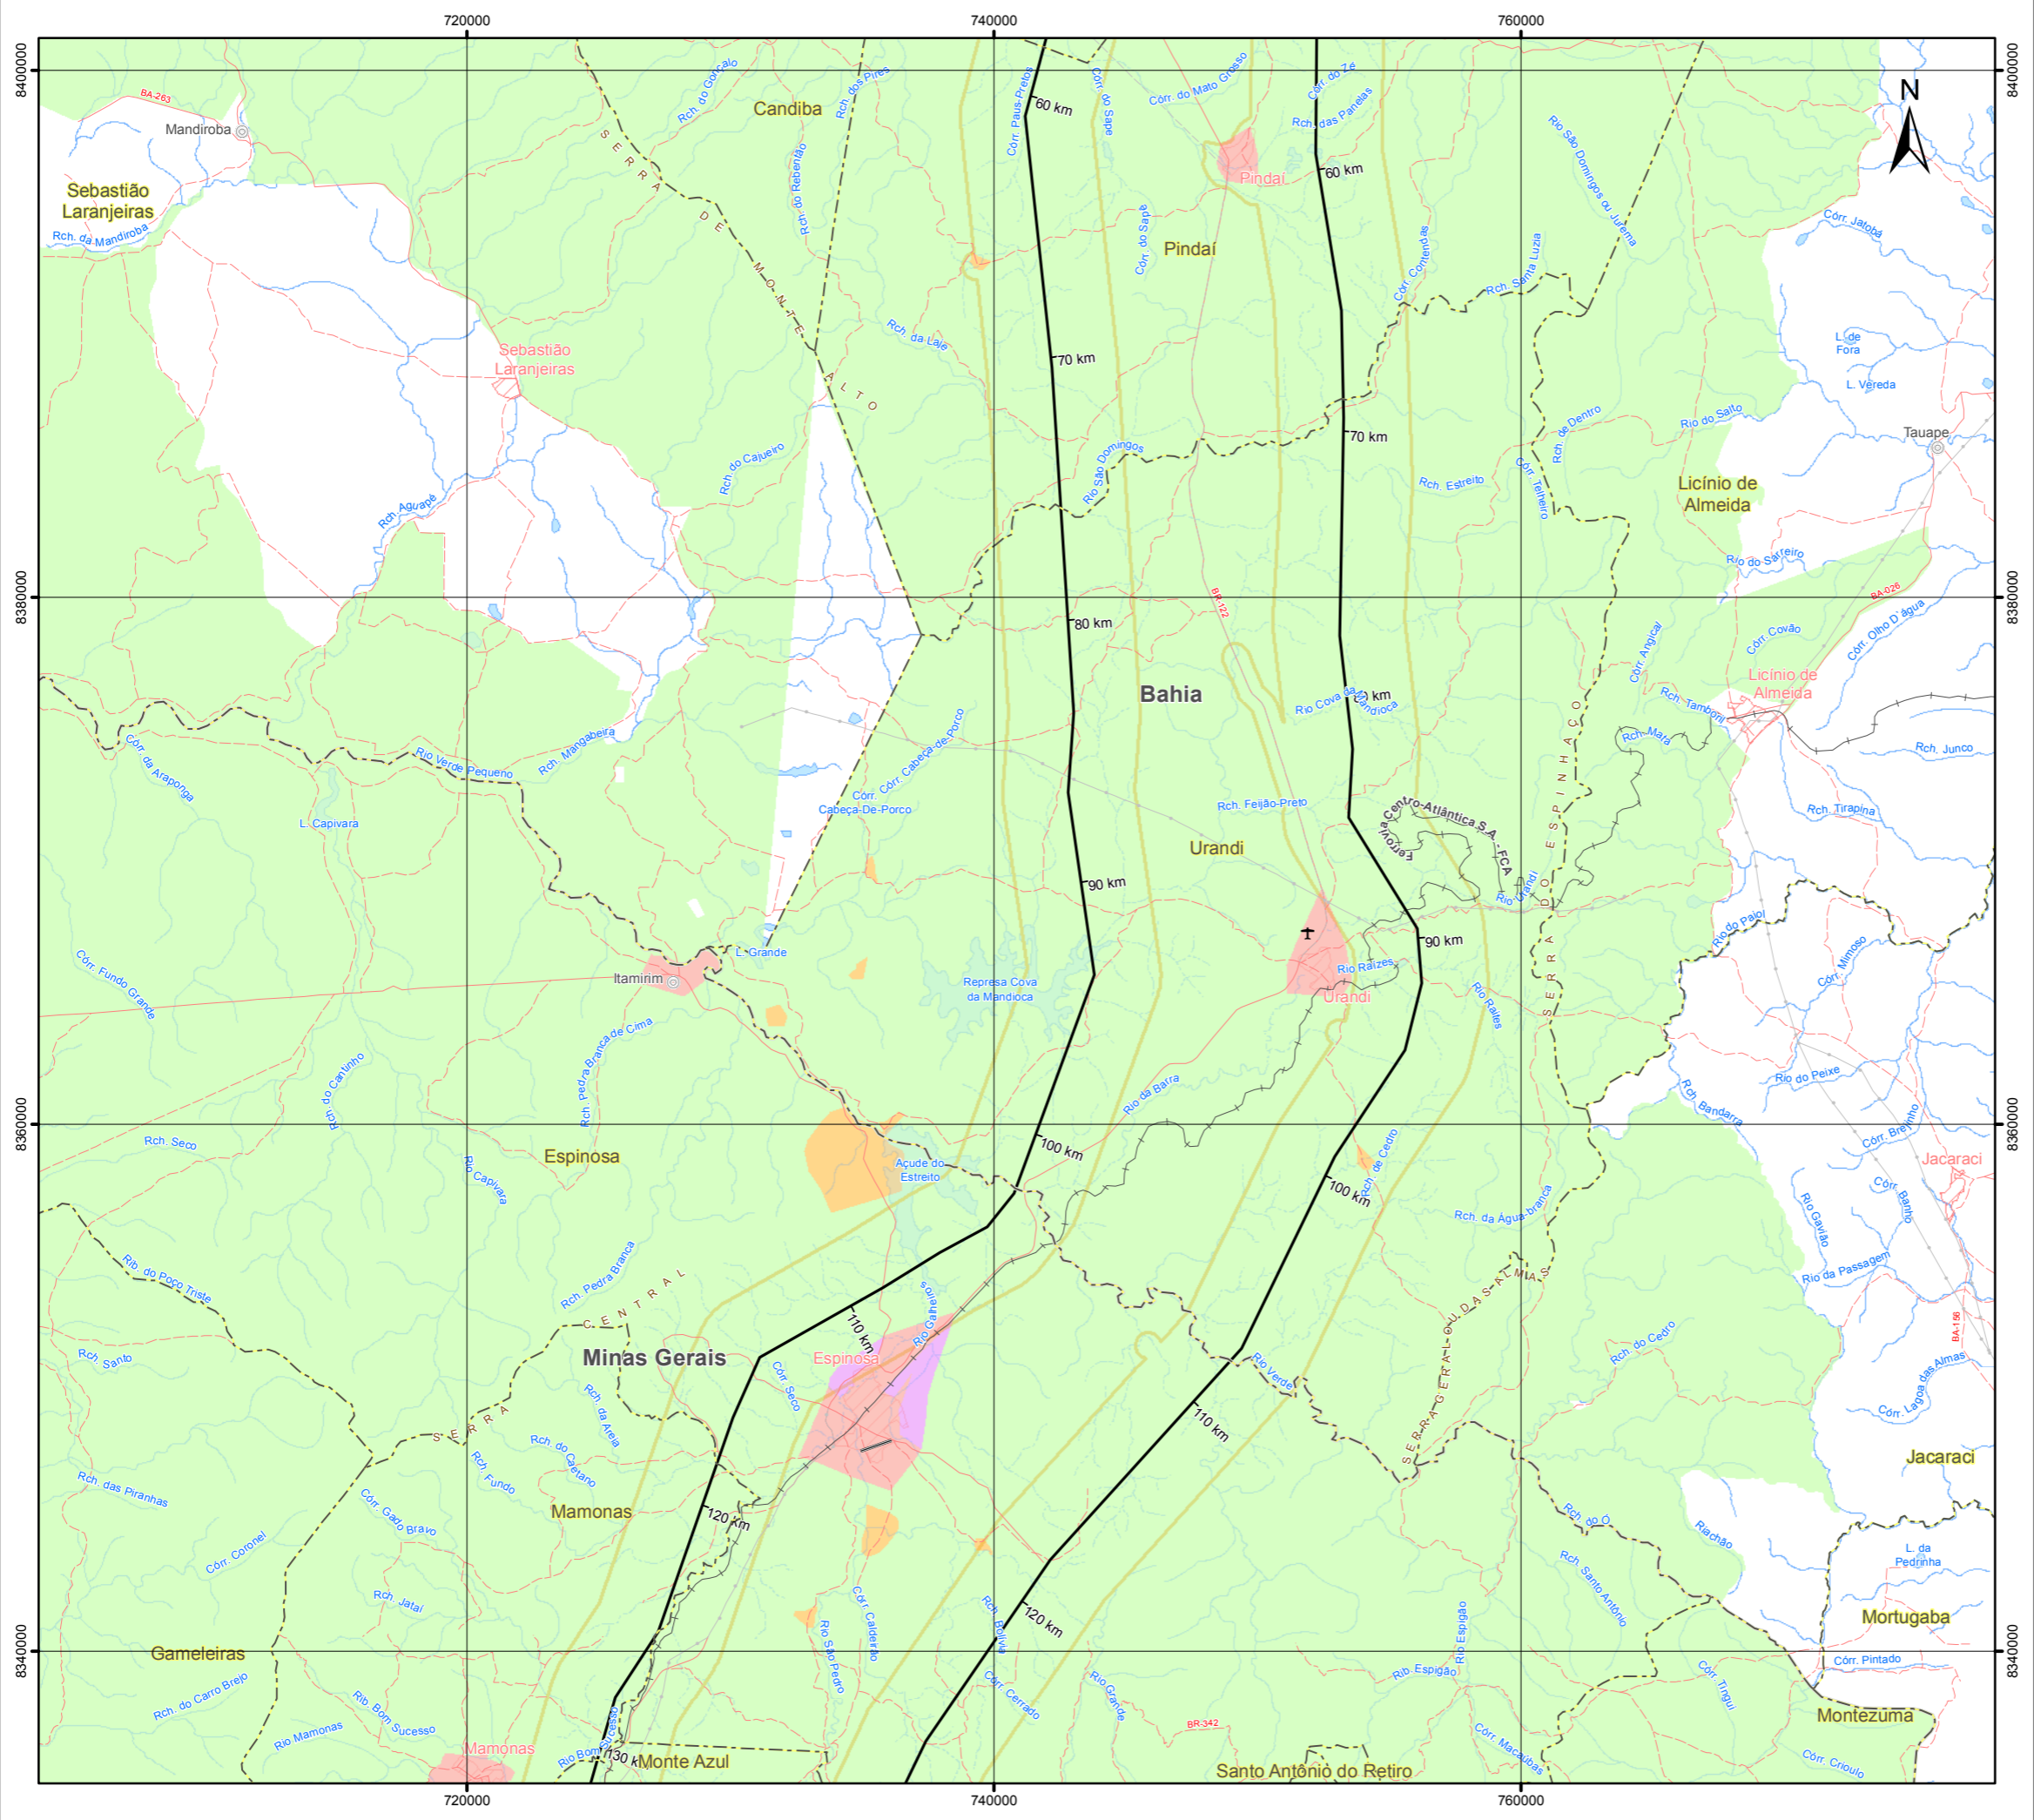 720000
740000
760000
8400000
8400000
BA-263
Mandiroba
Candiba
Rch. do Gonçalo
Rch. dos Pires
Córr. Paus-Pretos
60 km
Córr. do Sape
Córr. do Mato Grosso
Córr. do Zé
Rch. das Panelas
N
Rio São Domingos ou Jurema
SERRA DE MONTE ALTO
Rch. do Rebentão
Pindaí
60 km
Sebastião
Laranjeiras
Rch. da Mandiroba
Córr. do Sapé
Pindaí
Córr. Contendas
Rch. Santa Luzia
Córr. Jatobá
Rch. da Laje
Sebastião
Laranjeiras
70 km
L. de
Fora
L. Vereda
Rch. do Cajueiro
Rio São Domingos
70 km
Rch. de Dentro
Rio do Salto
Tauape
Rch. Aguapé
Rch. Estreito
Córr. Telheiro
Licínio de
Almeida
Rio do Sarreiro
8380000
8380000
BR-122
80 km
BA-026
Córr. Angical
Córr. Covão
Córr. Olho D'água
Bahia
Rio Cova da
Mandioca
km
Rch. Tamboril
Licínio de
Almeida
Rch. Mara
Rch. Junco
Córr. da Araponga
Rio Verde Pequeno
Rch. Mangabeira
Córr. Cabeça-de-Porco
Córr.
Cabeça-De-Porco
L. Capivara
Rch. Feijão-Preto
Ferrovia Centro-Atlântica S.A. - FCA
SERRA DO ESPINHAÇO
Rch. Tirapina
Urandi
90 km
Rio Urandi
Rio do Paiol
Córr. Mimoso
Córr. Fundo Grande
Itamirim
L. Grande
Represa Cova
da Mandioca
Rio Raízes
Urandi
90 km
Rio Raítes
Rch. do Cantinho
Rch. Pedra Branca de Cima
Rio da Barra
Rio do Peixe
Rch. Bandarra
Córr. Brejinho
8360000
8360000
Rch. Seco
Rio Capivara
Espinosa
Açude do
Estreito
100 km
Rch. de Cedro
100 km
Rch. da Água-branca
Jacaraci
Córr. Banho
Rio Gavião
Rio da Passagem
Rib. do Poço Triste
Rch. Pedra Branca
SERRA CENTRAL
Rio Galheiros
110 km
SERRA GERAL OU DAS ALMAS
BA-156
Rch. Santo
Minas Gerais
Espinosa
Córr. Seco
Rio Verde
Rch. do Cedro
Córr. Lagoa das Almas
Rch. da Areia
110 km
Rch. do Caetano
Rch. Fundo
Rch. das Piranhas
Jacaraci
Córr. Gado Bravo
Mamonas
120 km
Rch. do Ó
Riachão
Córr. Coronel
L. da
Pedrinha
Rch. Jataí
Córr. Caldeirão
Rio São Pedro
Rch. Bolívia
120 km
Rch. Santo Antônio
Rio Espigão
Mortugaba
8340000
8340000
Gameleiras
Rch. do Carro Brejo
Rib. Bom Sucesso
Rio Mamonas
Córr. Cerrado
Rio Grande
Rib. Espigão
Córr. Tingui
Córr. Pintado
BR-342
Mamonas
Rio Bom Sucesso
130 k
Monte Azul
Santo Antônio do Retiro
Córr. Macaúbas
Montezuma
Córr. Crioulo
720000
740000
760000